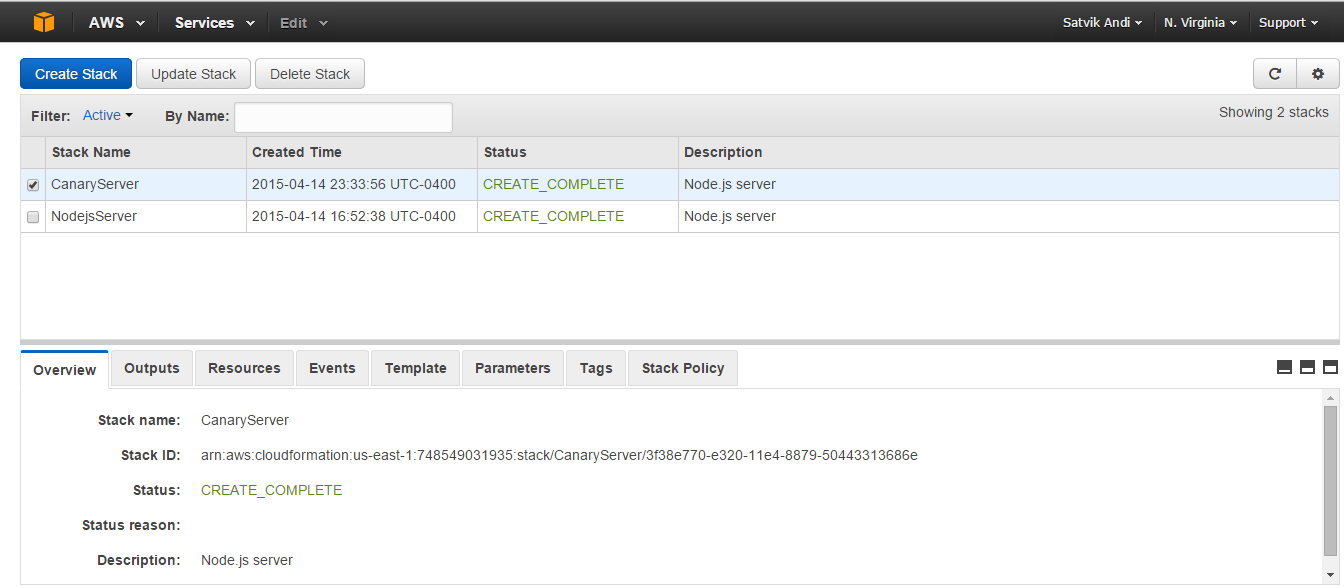 AWS Services Edit Satvik Andi N. Virginia Support
Create Stack Update Stack Delete Stack
Filter: Active By Name: Showing 2 stacks
Stack Name Created Time Status Description
CanaryServer 2015-04-14 23:33:56 UTC-0400 CREATE_COMPLETE Node.js server
NodejsServer 2015-04-14 16:52:38 UTC-0400 CREATE_COMPLETE Node.js server
Overview Outputs Resources Events Template Parameters Tags Stack Policy
Stack name: CanaryServer
Stack ID: arn:aws:cloudformation:us-east-1:748549031935:stack/CanaryServer/3f38e770-e320-11e4-8879-50443313686e
Status: CREATE_COMPLETE
Status reason:
Description: Node.js server